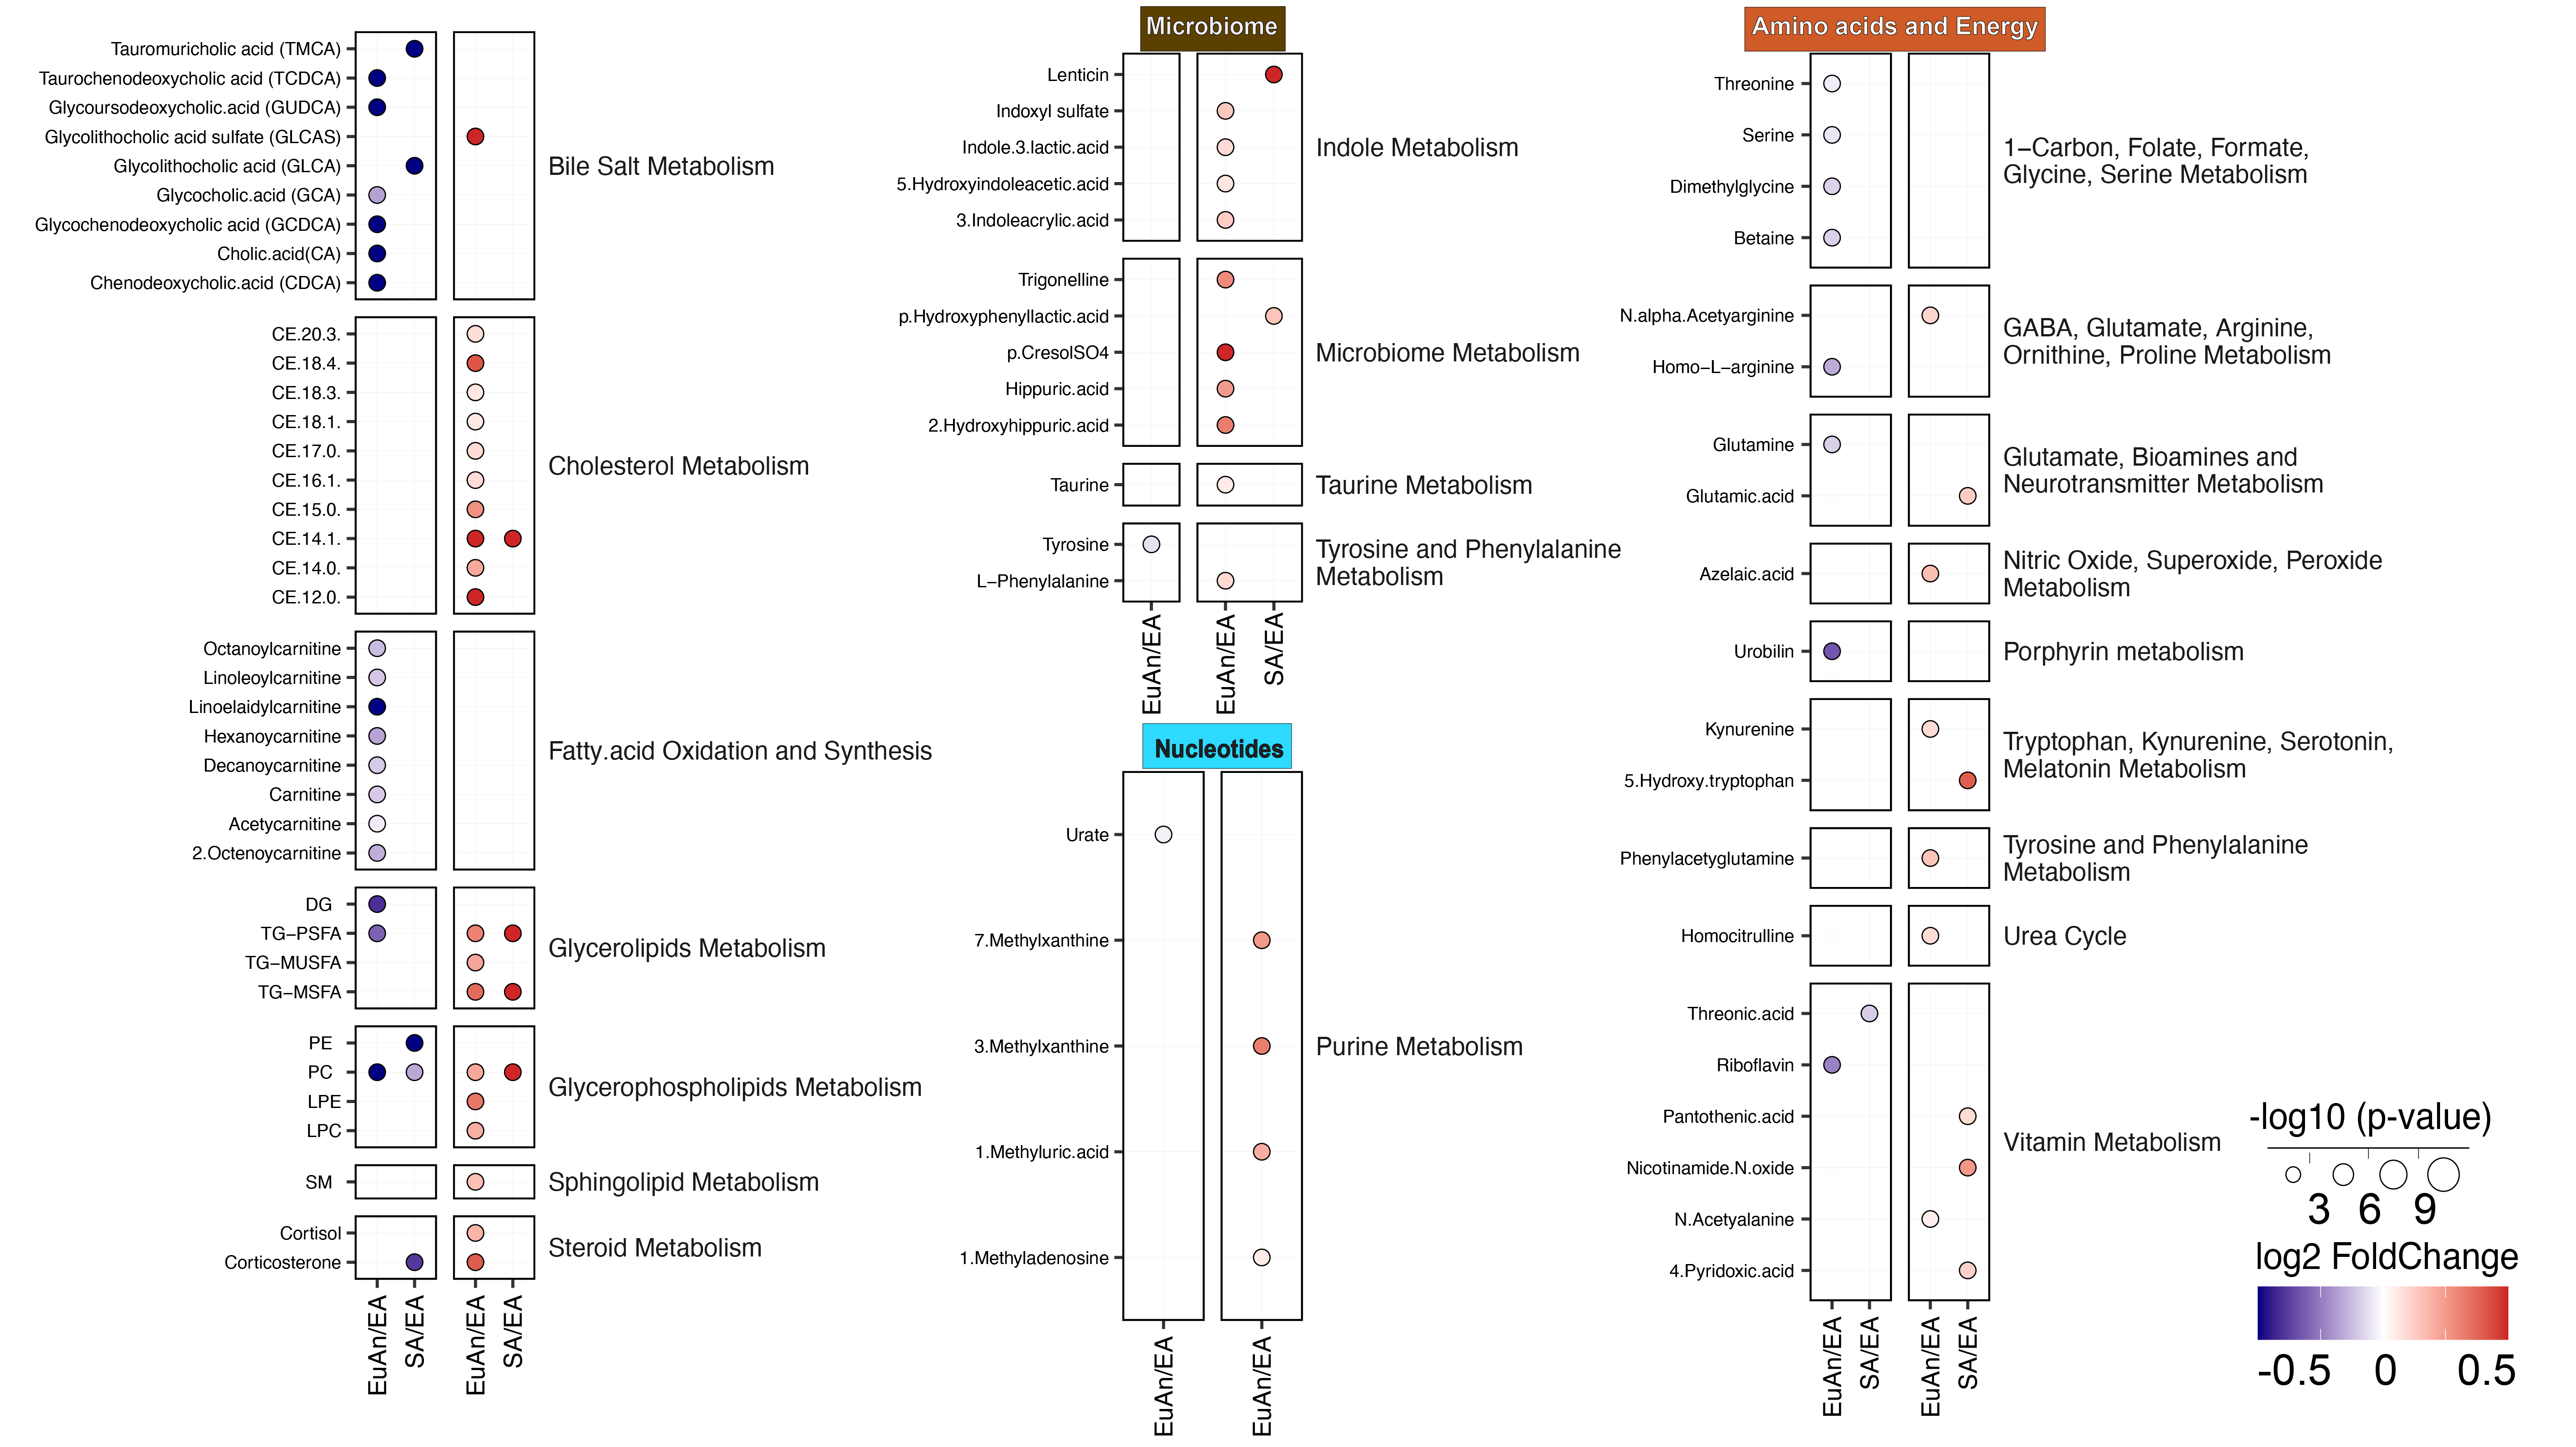 Tauromuricholic acid (TMCA)
Taurochenodeoxycholic acid (TCDCA)
Glycoursodeoxycholic.acid (GUDCA)
Glycolithocholic acid sulfate (GLCAS)
Glycolithocholic acid (GLCA)
Glycocholic.acid (GCA)
Glycochenodeoxycholic acid (GCDCA)
Cholic.acid(CA)
Chenodeoxycholic.acid (CDCA)
Bile Salt Metabolism
CE.20.3.
CE.18.4.
CE.18.3.
CE.18.1.
CE.17.0.
CE.16.1.
CE.15.0.
CE.14.1.
CE.14.0.
CE.12.0.
Cholesterol Metabolism
Octanoylcarnitine
Linoleoylcarnitine
Linoelaidylcarnitine
Hexanoycarnitine
Decanoycarnitine
Carnitine
Acetycarnitine
2.Octenoycarnitine
Fatty.acid Oxidation and Synthesis
DG
TG−PSFA
TG−MUSFA
TG−MSFA
Glycerolipids Metabolism
PE
PC
LPE
LPC
Glycerophospholipids Metabolism
SM
Sphingolipid Metabolism
Cortisol
Corticosterone
Steroid Metabolism
EuAn/EA
SA/EA
EuAn/EA
SA/EA
Microbiome
Lenticin
Indoxyl sulfate
Indole.3.lactic.acid
5.Hydroxyindoleacetic.acid
3.Indoleacrylic.acid
Indole Metabolism
Trigonelline
p.Hydroxyphenyllactic.acid
p.CresolSO4
Hippuric.acid
2.Hydroxyhippuric.acid
Microbiome Metabolism
Taurine
Taurine Metabolism
Tyrosine
L−Phenylalanine
Tyrosine and Phenylalanine
Metabolism
EuAn/EA
EuAn/EA
SA/EA
Nucleotides
Urate
7.Methylxanthine
3.Methylxanthine
1.Methyluric.acid
1.Methyladenosine
Purine Metabolism
EuAn/EA
EuAn/EA
Amino acids and Energy
Threonine
Serine
Dimethylglycine
Betaine
1−Carbon, Folate, Formate,
Glycine, Serine Metabolism
N.alpha.Acetyarginine
Homo−L−arginine
GABA, Glutamate, Arginine,
Ornithine, Proline Metabolism
Glutamine
Glutamic.acid
Glutamate, Bioamines and
Neurotransmitter Metabolism
Azelaic.acid
Nitric Oxide, Superoxide, Peroxide
Metabolism
Urobilin
Porphyrin metabolism
Kynurenine
5.Hydroxy.tryptophan
Tryptophan, Kynurenine, Serotonin,
Melatonin Metabolism
Phenylacetyglutamine
Tyrosine and Phenylalanine
Metabolism
Homocitrulline
Urea Cycle
Threonic.acid
Riboflavin
Pantothenic.acid
Nicotinamide.N.oxide
N.Acetyalanine
4.Pyridoxic.acid
Vitamin Metabolism
EuAn/EA
SA/EA
EuAn/EA
SA/EA
-log10 (p-value)
3 6 9
log2 FoldChange
-0.5 0 0.5